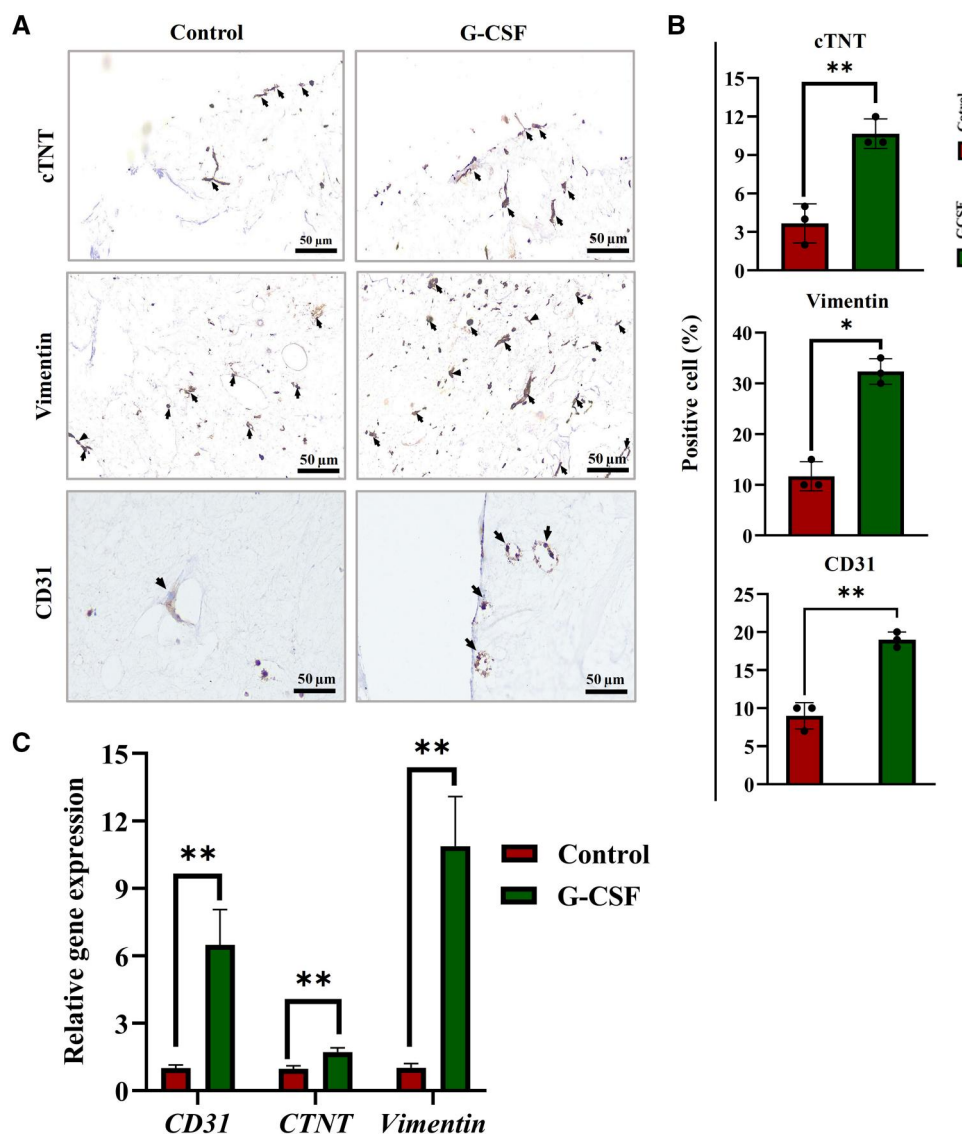 A
Control
G-CSF
cTNT
50 µm
50 µm
Vimentin
50 µm
50 µm
CD31
50 µm
50 µm
B
cTNT
**
15
12
9
6
3
0
Vimentin
*
40
30
20
10
0
CD31
**
25
20
15
10
5
0
Positive cell (%)
GCSF
C
Relative gene expression
15
12
9
6
3
0
**
**
**
CD31
CTNT
Vimentin
Control
G-CSF